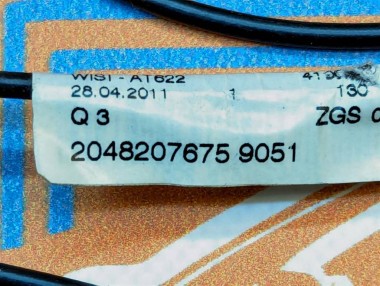 WISI - AT622
28.04.2011 1 130
Q 3 ZGS
2048207675 9051